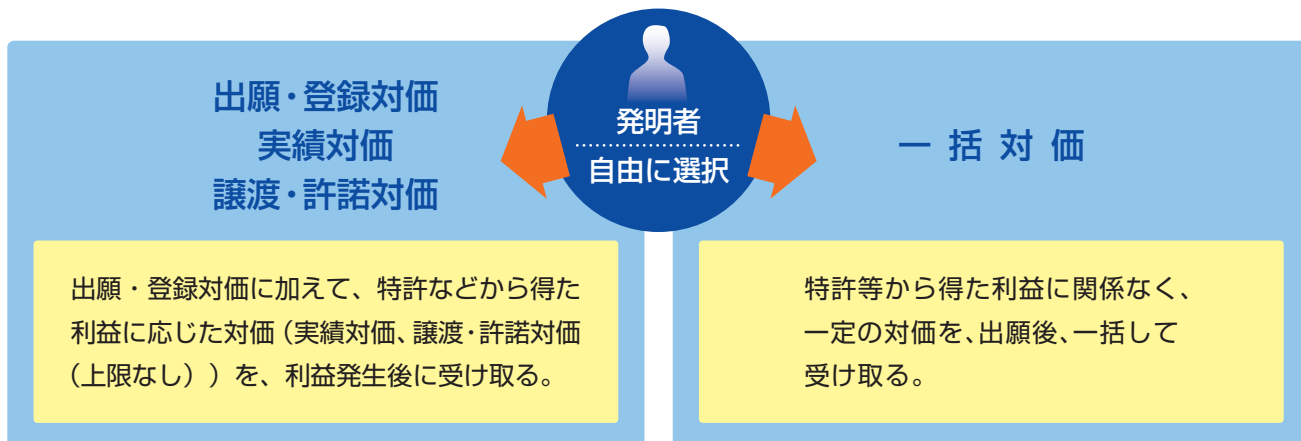 発明者
自由に選択
出願・登録対価
実績対価
譲渡・許諾対価
出願・登録対価に加えて、特許などから得た
利益に応じた対価（実績対価、譲渡・許諾対価
（上限なし））を、利益発生後に受け取る。
一括対価
特許等から得た利益に関係なく、
一定の対価を、出願後、一括して
受け取る。